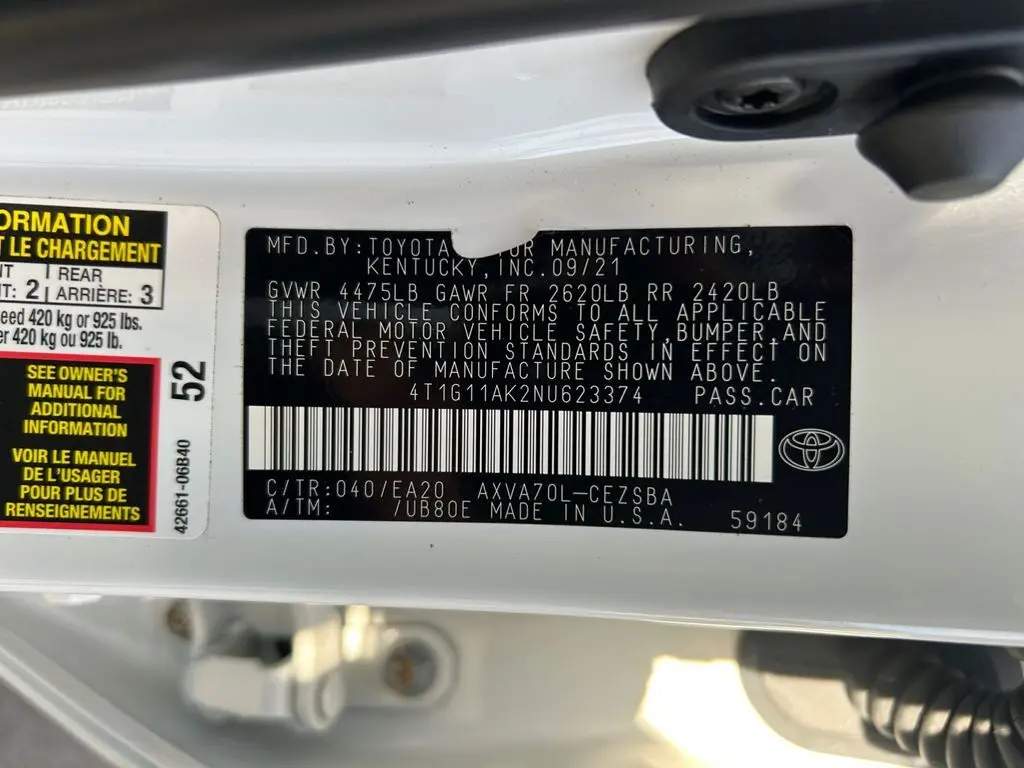 ORMATION
T LE CHARGEMENT
NT | REAR
NT: 2 | ARRIÈRE: 3
eed 420 kg or 925 lbs.
er 420 kg ou 925 lb.
SEE OWNER'S
MANUAL FOR
ADDITIONAL
INFORMATION
VOIR LE MANUEL
DE L'USAGER
POUR PLUS DE
RENSEIGNEMENTS
52
42661-06B40
MFD.BY:TOYOTA OR MANUFACTURING,
KENTUCKY,INC.09/21
GVWR 4475LB GAWR FR 2620LB RR 2420LB
THIS VEHICLE CONFORMS TO ALL APPLICABLE
FEDERAL MOTOR VEHICLE SAFETY,BUMPER,AND
THEFT PREVENTION STANDARDS IN EFFECT ON
THE DATE OF MANUFACTURE SHOWN ABOVE.
4T1G11AK2NU623374 PASS.CAR
C/TR:040/EA20 AXVA70L-CEZSBA
A/TM: /UB80E MADE IN U.S.A. 59184